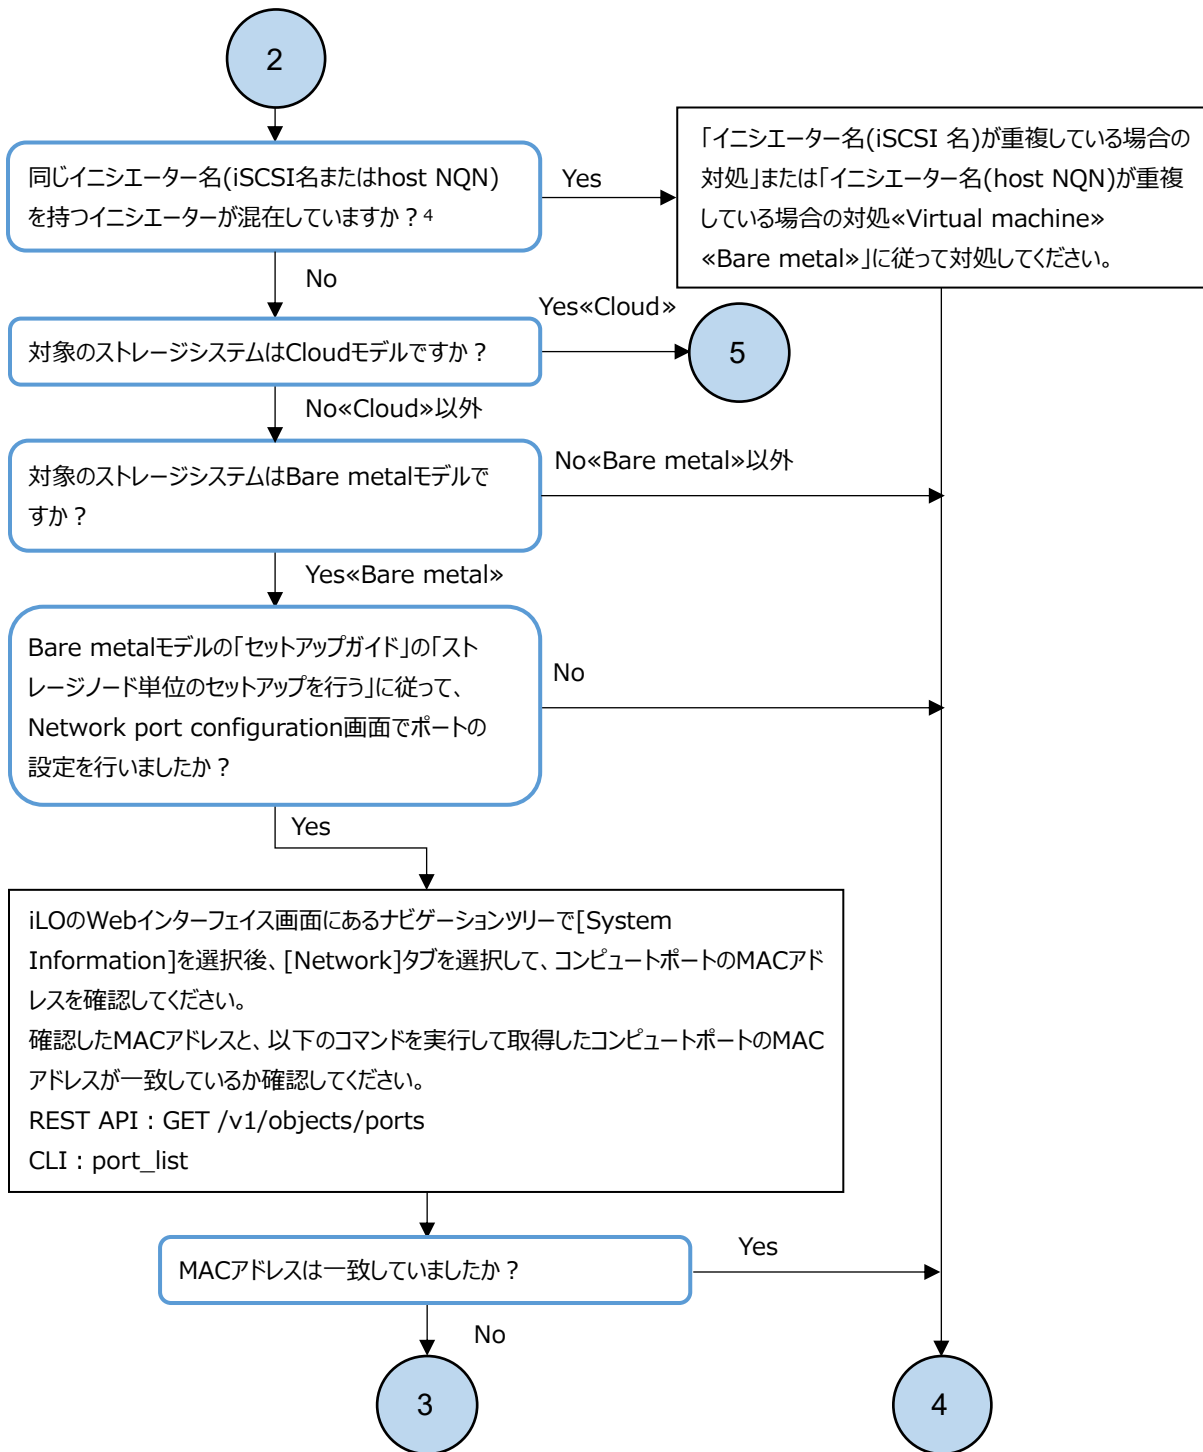 2
同じイニシエーター名(iSCSI名またはhost NQN)
を持つイニシエーターが混在していますか？4
Yes
「イニシエーター名(iSCSI 名)が重複している場合の
対処」または「イニシエーター名(host NQN)が重複
している場合の対処«Virtual machine»
«Bare metal»」に従って対処してください。
No
対象のストレージシステムはCloudモデルですか？
Yes«Cloud»
5
No«Cloud»以外
対象のストレージシステムはBare metalモデルで
すか？
No«Bare metal»以外
Yes«Bare metal»
Bare metalモデルの「セットアップガイド」の「スト
レージノード単位のセットアップを行う」に従って、
Network port configuration画面でポートの
設定を行いましたか？
No
Yes
iLOのWebインターフェイス画面にあるナビゲーションツリーで[System
Information]を選択後、[Network]タブを選択して、コンピュートポートのMACアド
レスを確認してください。
確認したMACアドレスと、以下のコマンドを実行して取得したコンピュートポートのMAC
アドレスが一致しているか確認してください。
REST API：GET /v1/objects/ports
CLI：port_list
MACアドレスは一致していましたか？
Yes
No
3
4